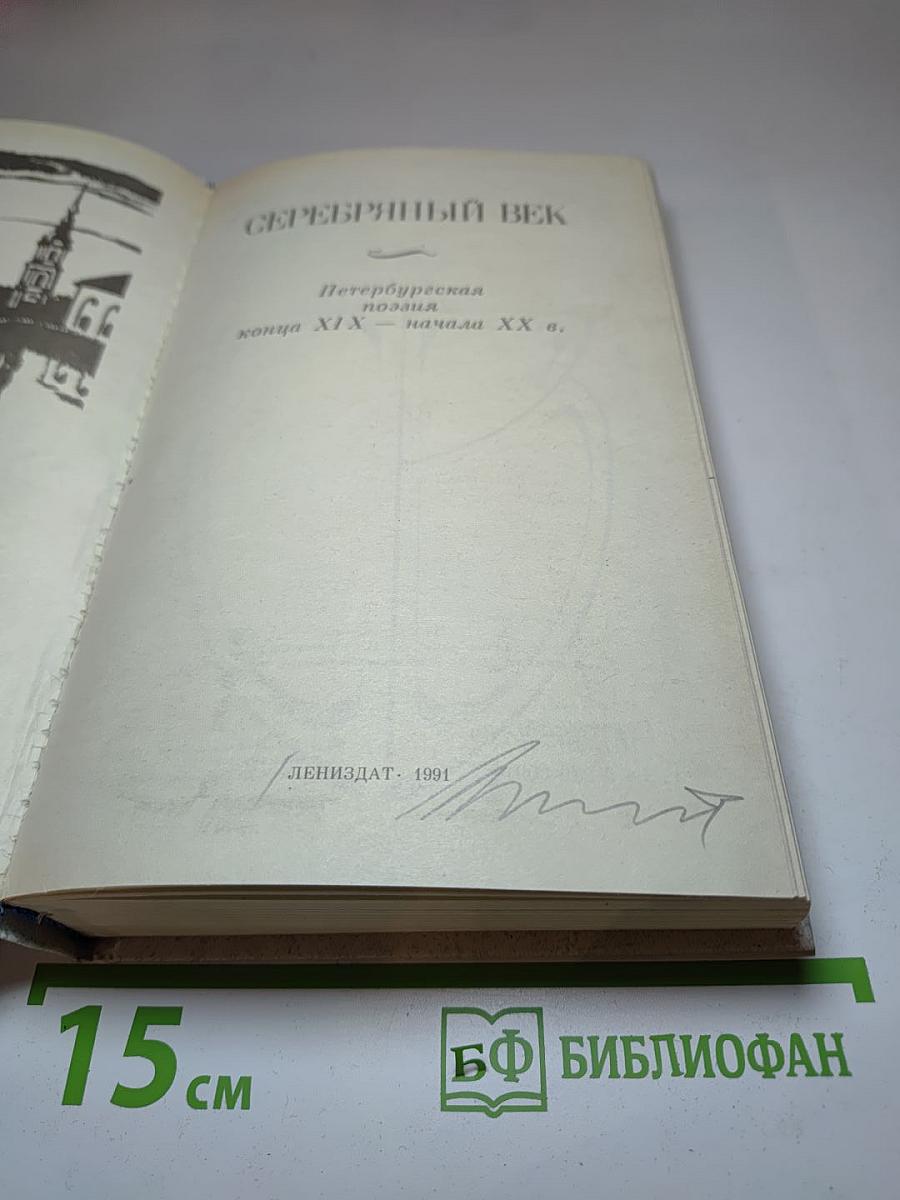 СЕРЕБРЯНЫЙ ВЕК
Петербургская
поэзия
конца XIX — начала XX в.
ЛЕНИЗДАТ · 1991
15 см
БФ БИБЛИОФАН